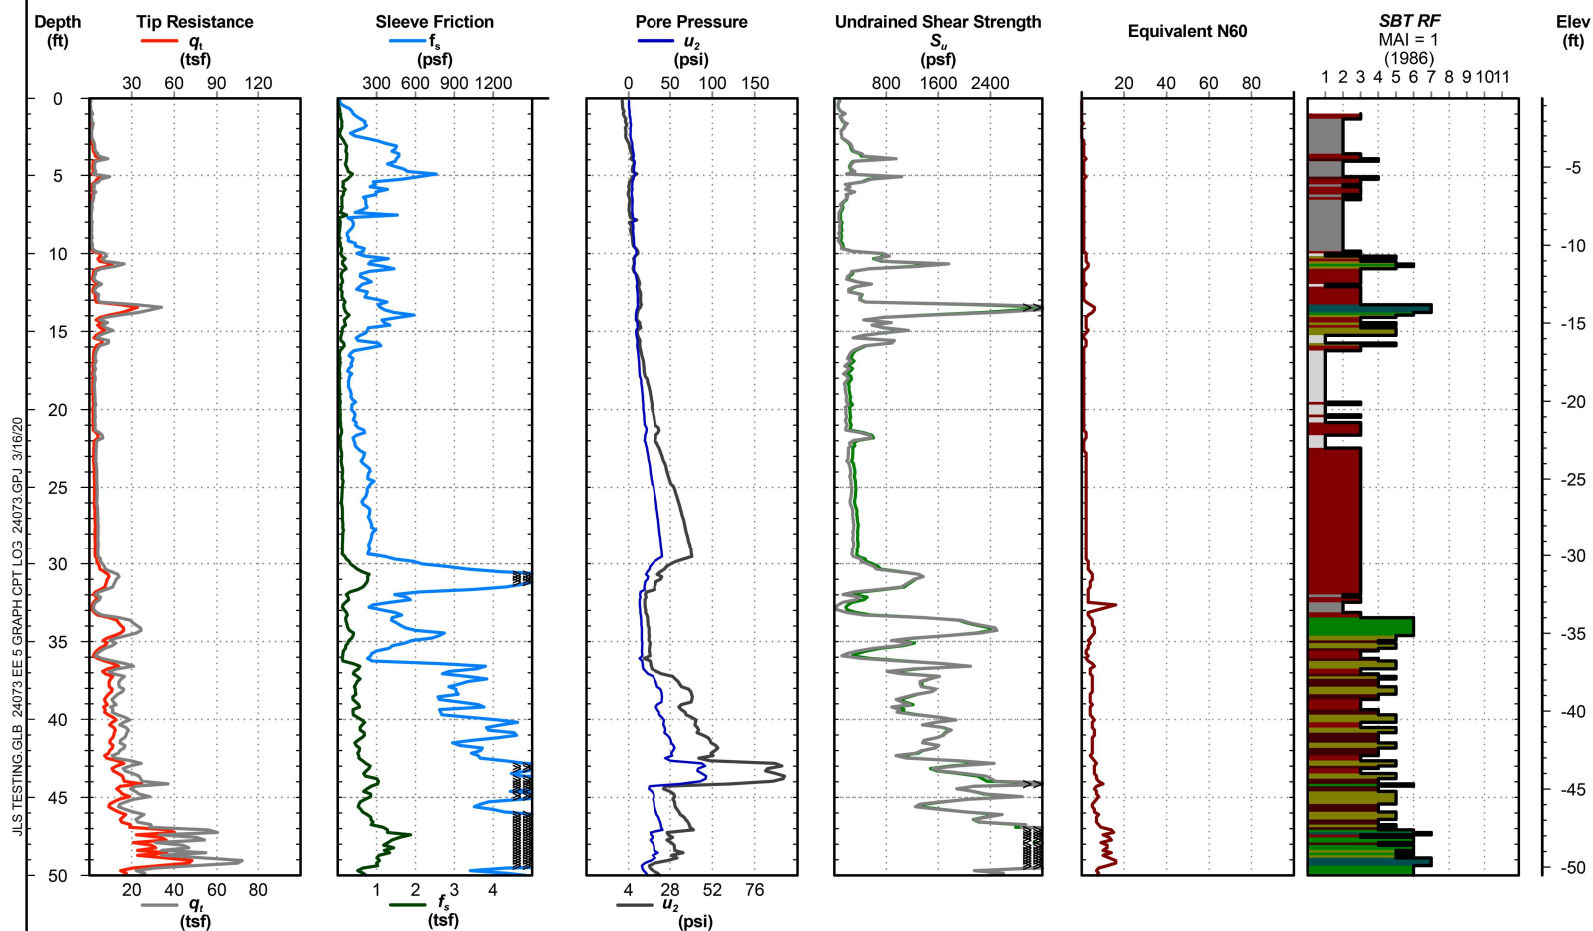 Depth
(ft)
Tip Resistance
qt
(tsf)
30 60 90 120
Sleeve Friction
fs
(psf)
300 600 900 1200
Pore Pressure
u2
(psi)
0 50 100 150
Undrained Shear Strength
Su
(psf)
800 1600 2400
Equivalent N60
20 40 60 80
SBT RF
MAI = 1
(1986)
1 2 3 4 5 6 7 8 9 10 11
Elev
(ft)
0
5
10
15
20
25
30
35
40
45
50
-5
-10
-15
-20
-25
-30
-35
-40
-45
-50
20 40 60 80
qt
(tsf)
1 2 3 4
fs
(tsf)
4 28 52 76
u2
(psi)
JLS TESTING.GLB 24073 EE 5 GRAPH CPT LOG 24073.GPJ 3/16/20